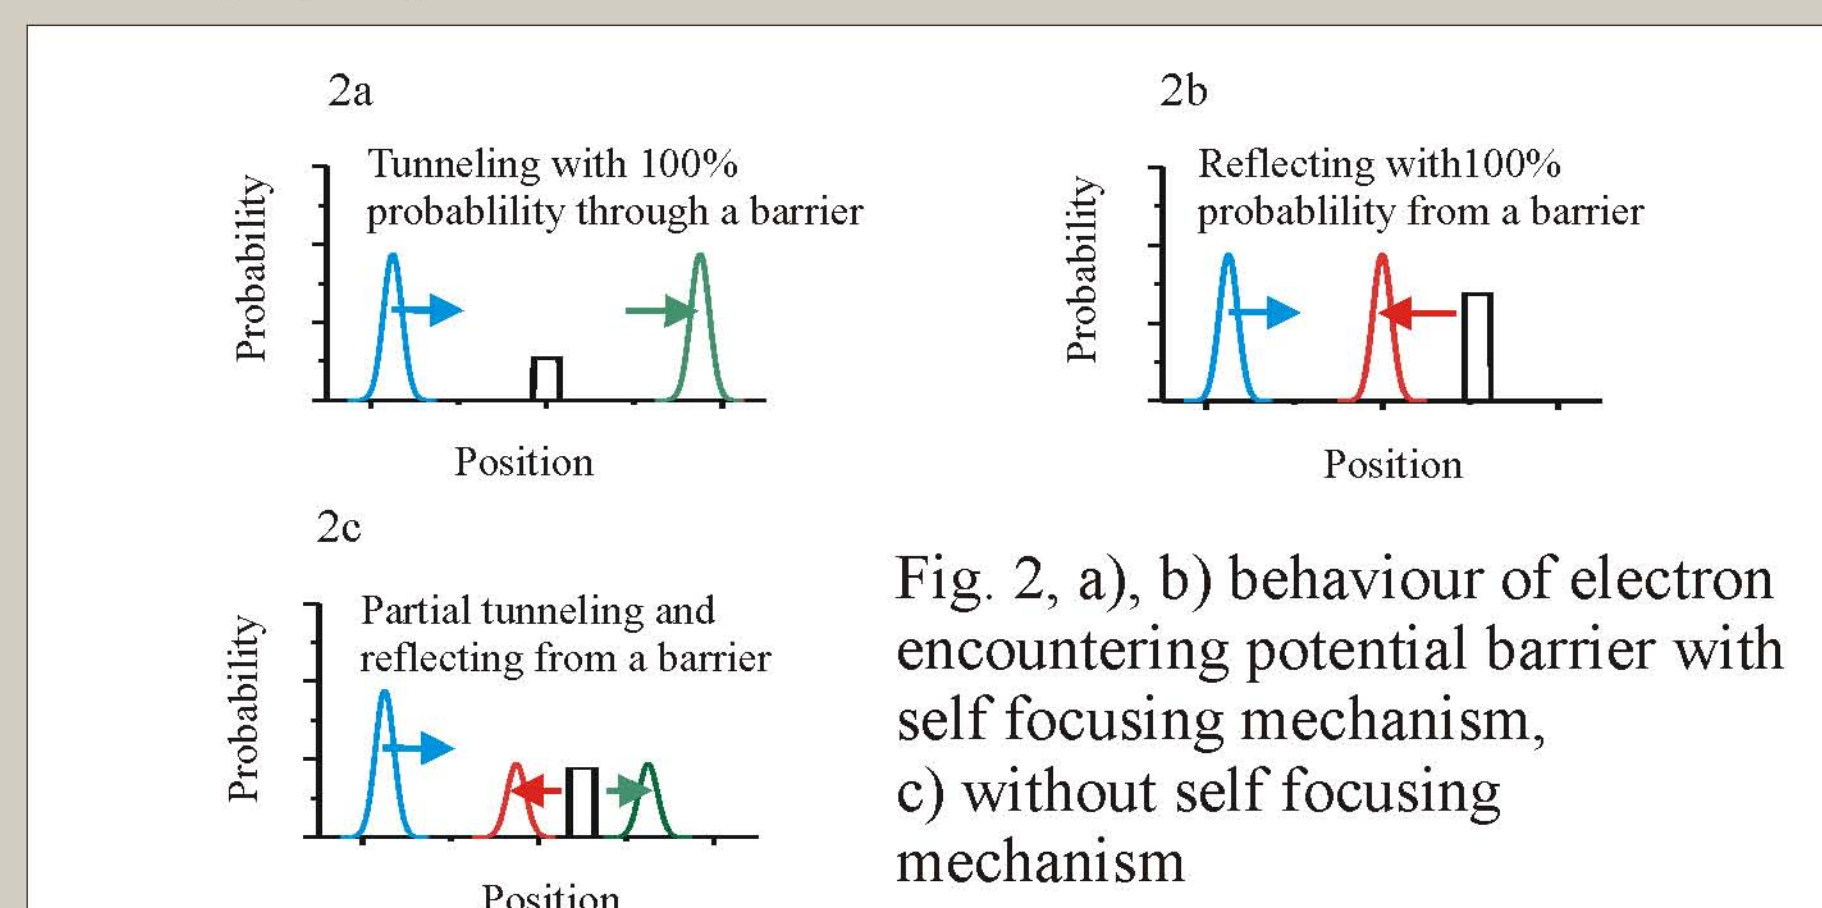 2a
Tunneling with 100%
probablility through a barrier
Probability
Position
2b
Reflecting with100%
probablility from a barrier
Probability
Position
2c
Partial tunneling and
reflecting from a barrier
Probability
Position
Fig. 2, a), b) behaviour of electron
encountering potential barrier with
self focusing mechanism,
c) without self focusing
mechanism